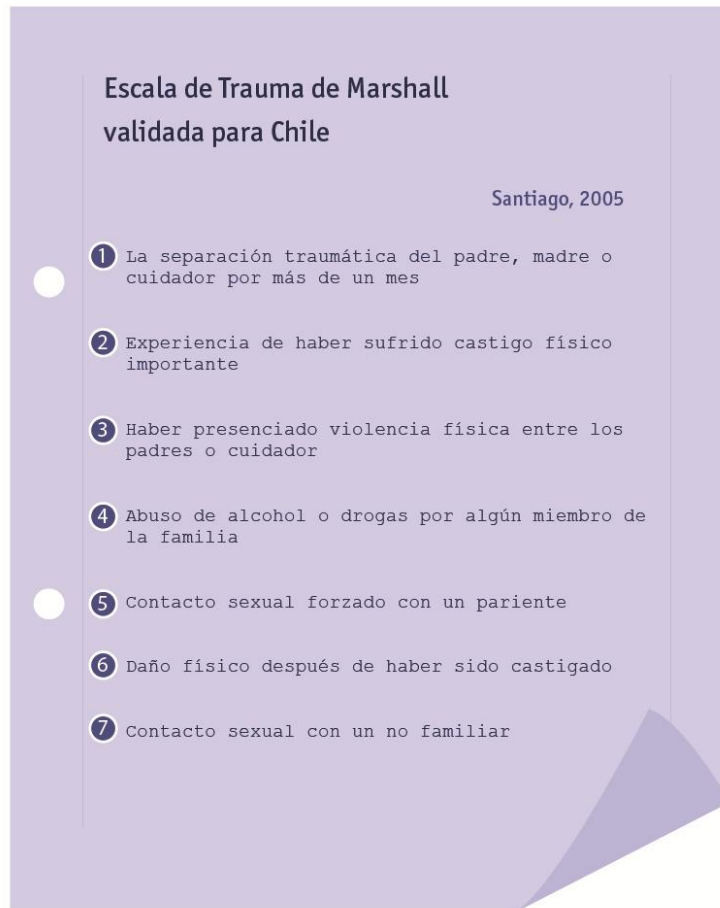 Escala de Trauma de Marshall
validada para Chile
Santiago, 2005
1 La separación traumática del padre, madre o
cuidador por más de un mes
2 Experiencia de haber sufrido castigo físico
importante
3 Haber presenciado violencia física entre los
padres o cuidador
4 Abuso de alcohol o drogas por algún miembro de
la familia
5 Contacto sexual forzado con un pariente
6 Daño físico después de haber sido castigado
7 Contacto sexual con un no familiar